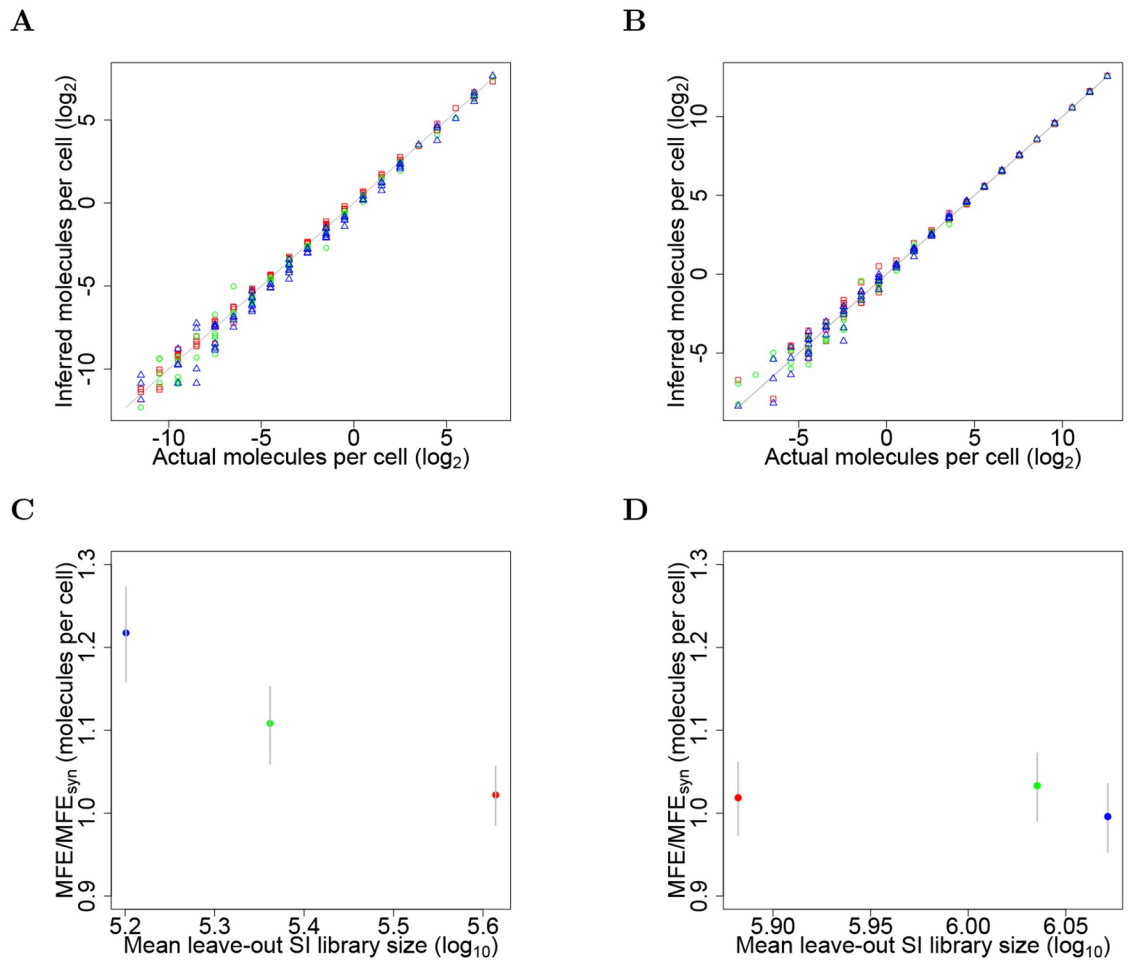 A
B
Inferred molecules per cell (log2)
5
0
-5
-10
-10
-5
0
5
Actual molecules per cell (log2)
Inferred molecules per cell (log2)
10
5
0
-5
-5
0
5
10
Actual molecules per cell (log2)
C
D
MFE/MFEsyn (molecules per cell)
1.3
1.2
1.1
1.0
0.9
5.2
5.3
5.4
5.5
5.6
Mean leave-out SI library size (log10)
MFE/MFEsyn (molecules per cell)
1.3
1.2
1.1
1.0
0.9
5.90
5.95
6.00
6.05
Mean leave-out SI library size (log10)